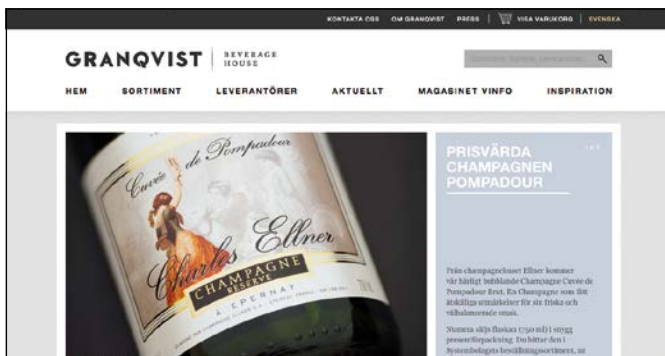 KONTAKTA OSS OM GRANQVIST PRESS VISA VARUKORG SVENSKA
GRANQVIST BEVERAGE HOUSE
HEM SORTIMENT LEVERANTÖRER AKTUELLT MAGASINET VINFO INSPIRATION
Cuvée de Pompadour
Charles Ellner
CHAMPAGNE
RESERVE
À EPERNAY
PRISVÄRDA
CHAMPAGNEN
POMPADOUR
Från champagnehuset Ellner kommer
vår härligt bubblande Champagne Cuvée de
Pompadour Brut. En Champagne som fått
åtskilliga utmärkelser för sin friska och
välbalanserade smak.
Numera säljs flaskan (750 ml) i snygg
presentförpackning. Du hittar den i
Systembolagets beställningssortiment, nr